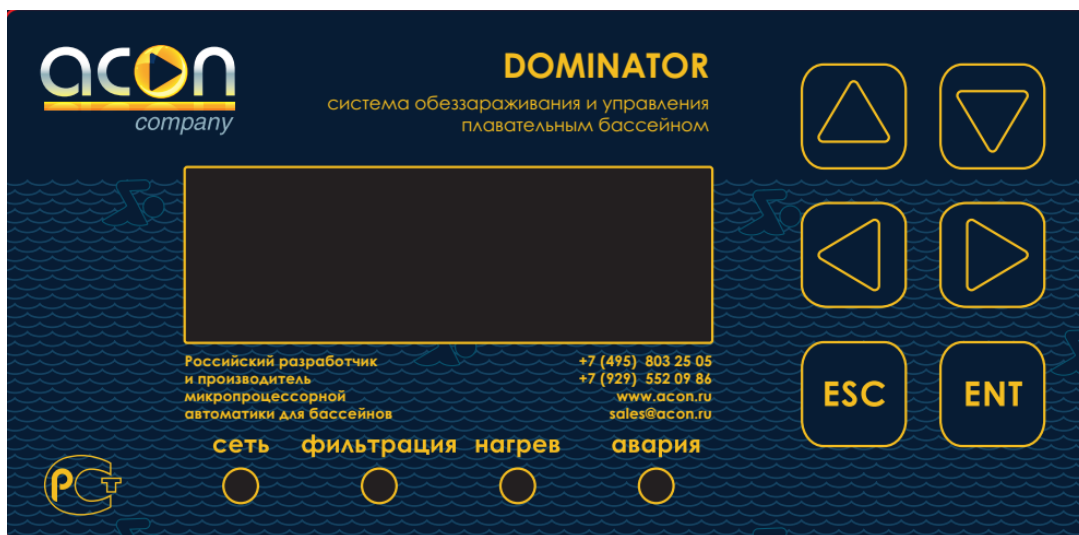 acon
company
DOMINATOR
система обеззараживания и управления
плавательным бассейном
Российский разработчик
и производитель
микропроцессорной
автоматики для бассейнов
+7 (495) 803 25 05
+7 (929) 552 09 86
www.acon.ru
sales@acon.ru
ESC
ENT
сеть фильтрация нагрев авария
РСТ